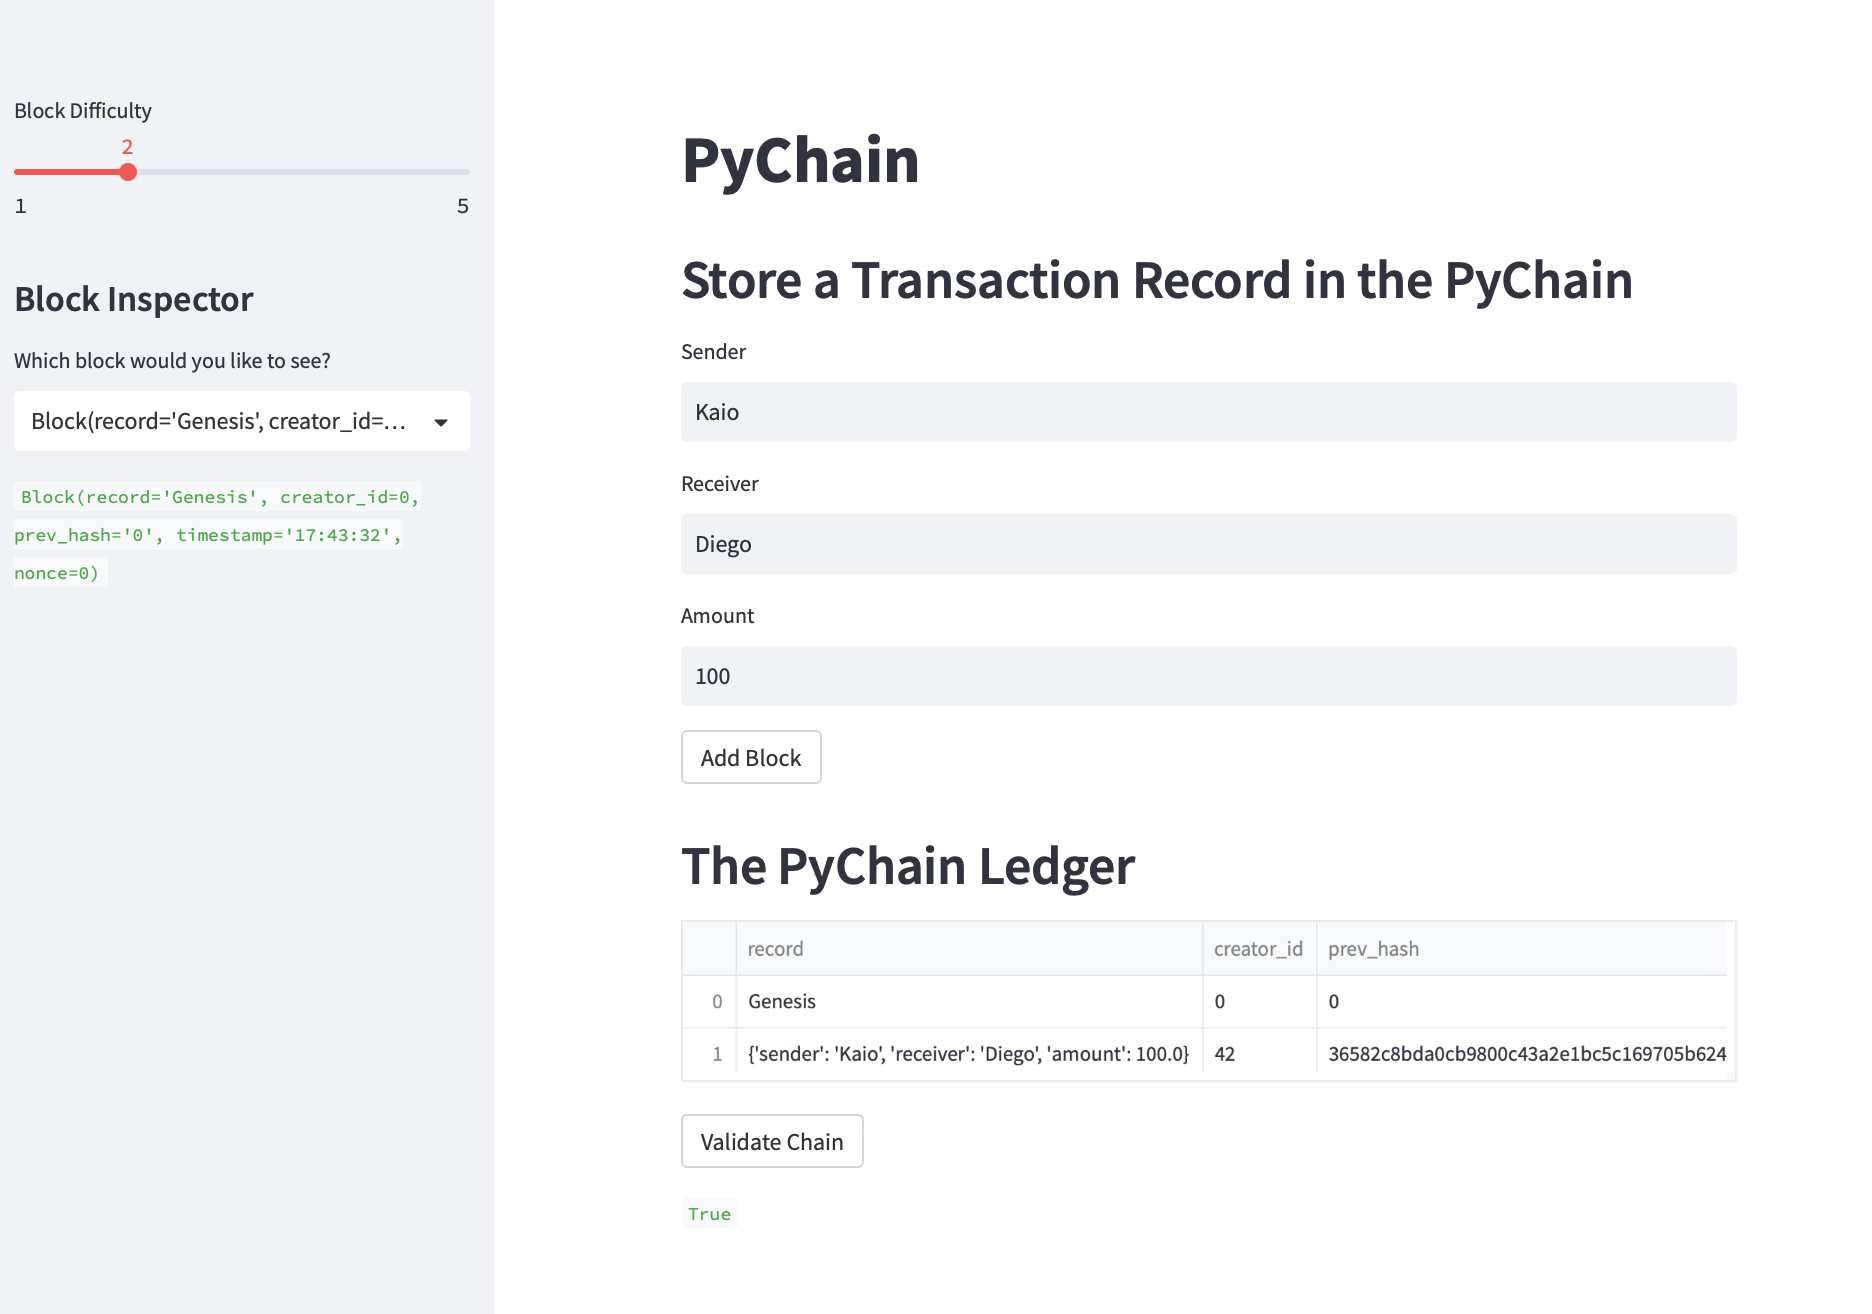 Block Difficulty
2
1 5
Block Inspector
Which block would you like to see?
Block(record='Genesis', creator_id=...
Block(record='Genesis', creator_id=0,
prev_hash='0', timestamp='17:43:32',
nonce=0)
PyChain
Store a Transaction Record in the PyChain
Sender
Kaio
Receiver
Diego
Amount
100
Add Block
The PyChain Ledger
record creator_id prev_hash
0 Genesis 0 0
1 {'sender': 'Kaio', 'receiver': 'Diego', 'amount': 100.0} 42 36582c8bda0cb9800c43a2e1bc5c169705b624
Validate Chain
True